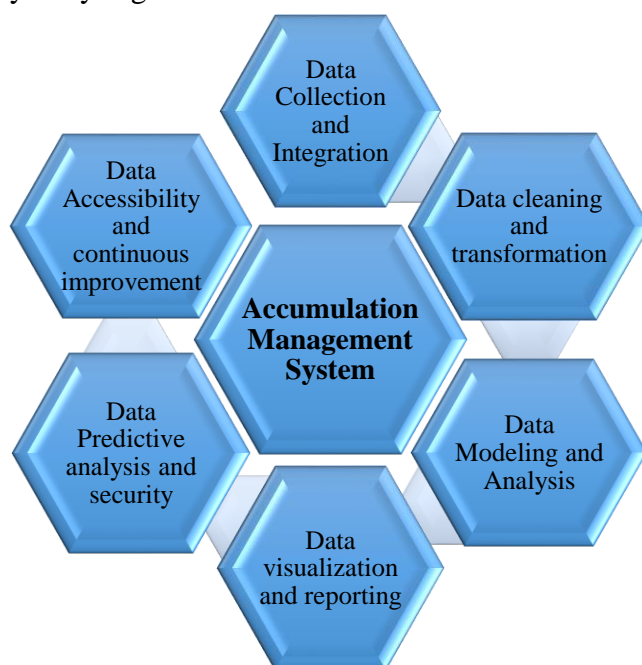 Data
Collection
and
Integration
Data cleaning
and
transformation
Data
Modeling and
Analysis
Data
visualization
and reporting
Data
Predictive
analysis and
security
Data
Accessibility
and
continuous
improvement
Accumulation
Management
System